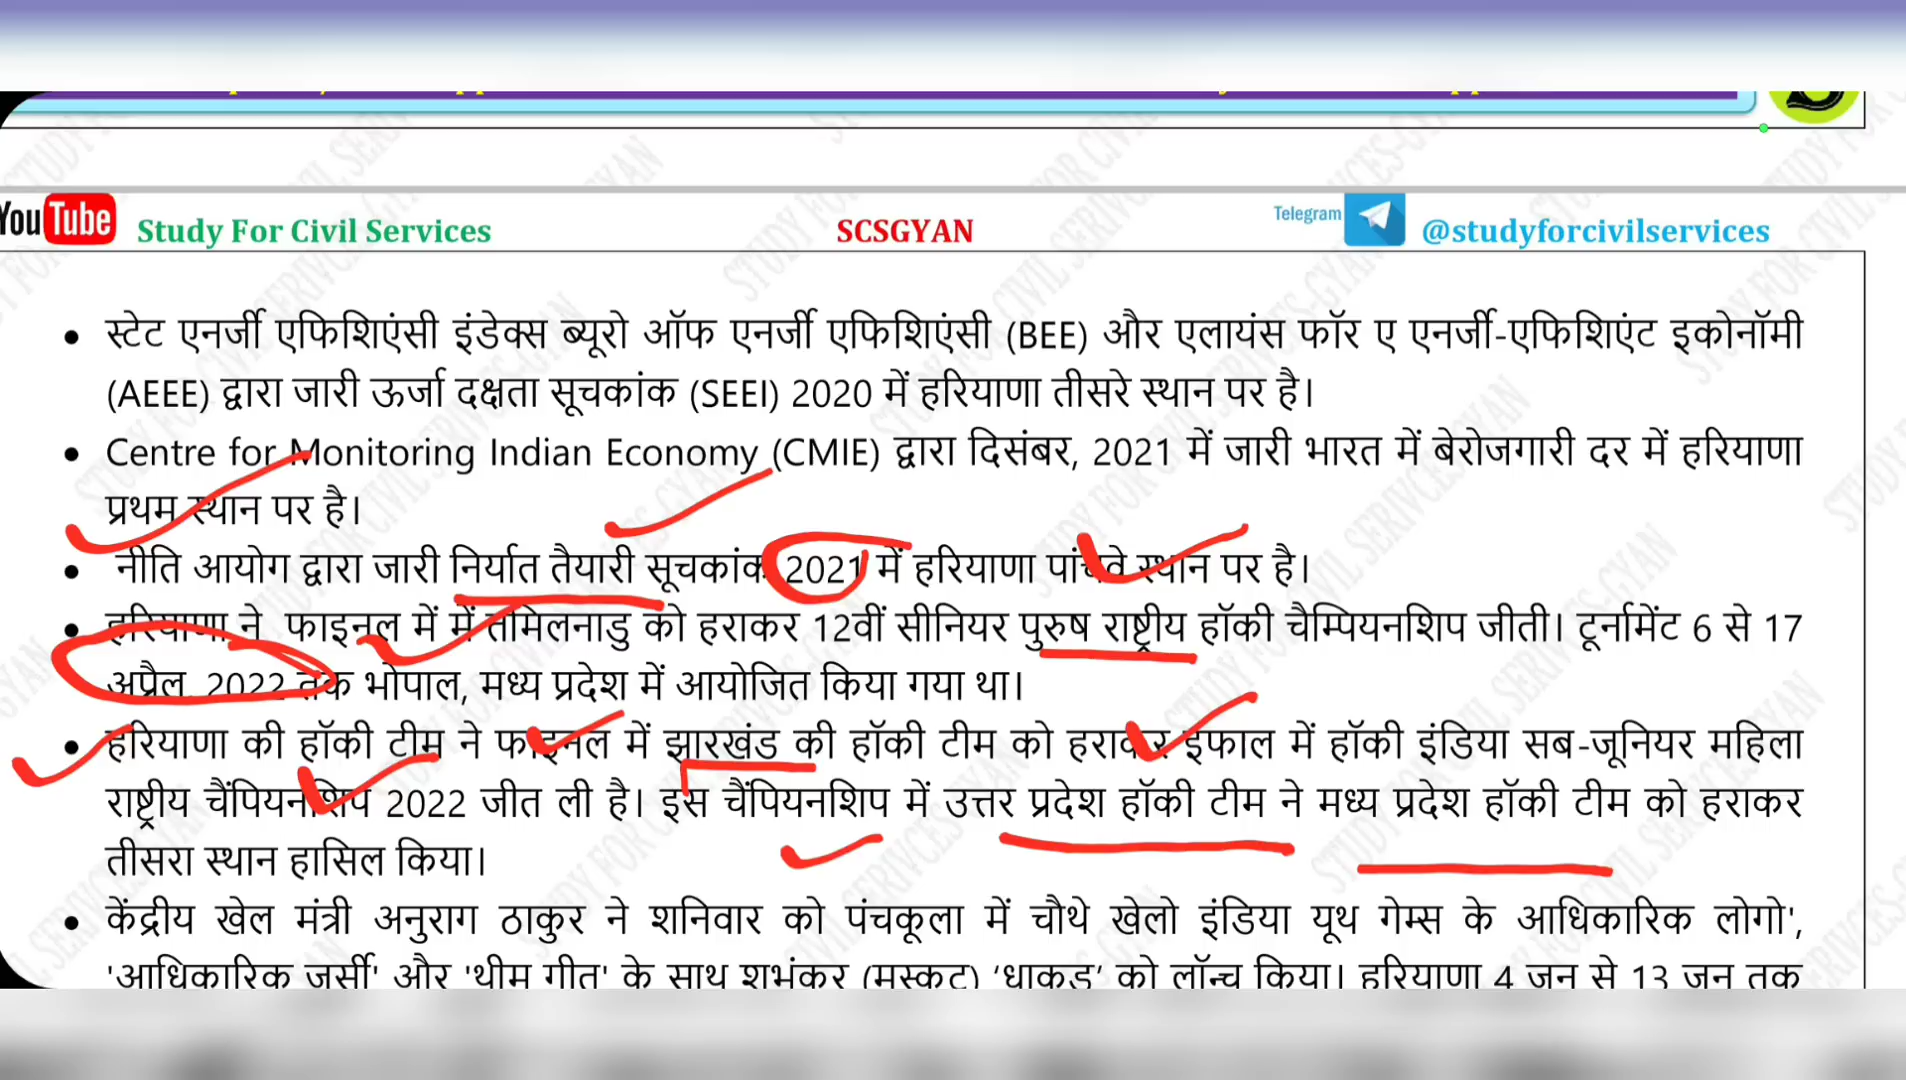 YouTube Study For Civil Services SCSGYAN Telegram @studyforcivilservices
• स्टेट एनर्जी एफिशिएंसी इंडेक्स ब्यूरो ऑफ एनर्जी एफिशिएंसी (BEE) और एलायंस फॉर ए एनर्जी-एफिशिएंट इकोनॉमी
(AEEE) द्वारा जारी ऊर्जा दक्षता सूचकांक (SEEI) 2020 में हरियाणा तीसरे स्थान पर है।
• Centre for Monitoring Indian Economy (CMIE) द्वारा दिसंबर, 2021 में जारी भारत में बेरोजगारी दर में हरियाणा
प्रथम स्थान पर है।
• नीति आयोग द्वारा जारी निर्यात तैयारी सूचकांक 2021 में हरियाणा पांचवे स्थान पर है।
• हरियाणा ने फाइनल में में तमिलनाडु को हराकर 12वीं सीनियर पुरुष राष्ट्रीय हॉकी चैम्पियनशिप जीती। टूर्नामेंट 6 से 17
अप्रैल, 2022 तक भोपाल, मध्य प्रदेश में आयोजित किया गया था।
• हरियाणा की हॉकी टीम ने फाइनल में झारखंड की हॉकी टीम को हराकर इंफाल में हॉकी इंडिया सब-जूनियर महिला
राष्ट्रीय चैंपियनशिप 2022 जीत ली है। इस चैंपियनशिप में उत्तर प्रदेश हॉकी टीम ने मध्य प्रदेश हॉकी टीम को हराकर
तीसरा स्थान हासिल किया।
• केंद्रीय खेल मंत्री अनुराग ठाकुर ने शनिवार को पंचकूला में चौथे खेलो इंडिया यूथ गेम्स के आधिकारिक लोगो',
'आधिकारिक जर्सी' और 'थीम गीत' के साथ शुभंकर (मस्कट) ‘धाकड़’ को लॉन्च किया। हरियाणा 4 जून से 13 जून तक